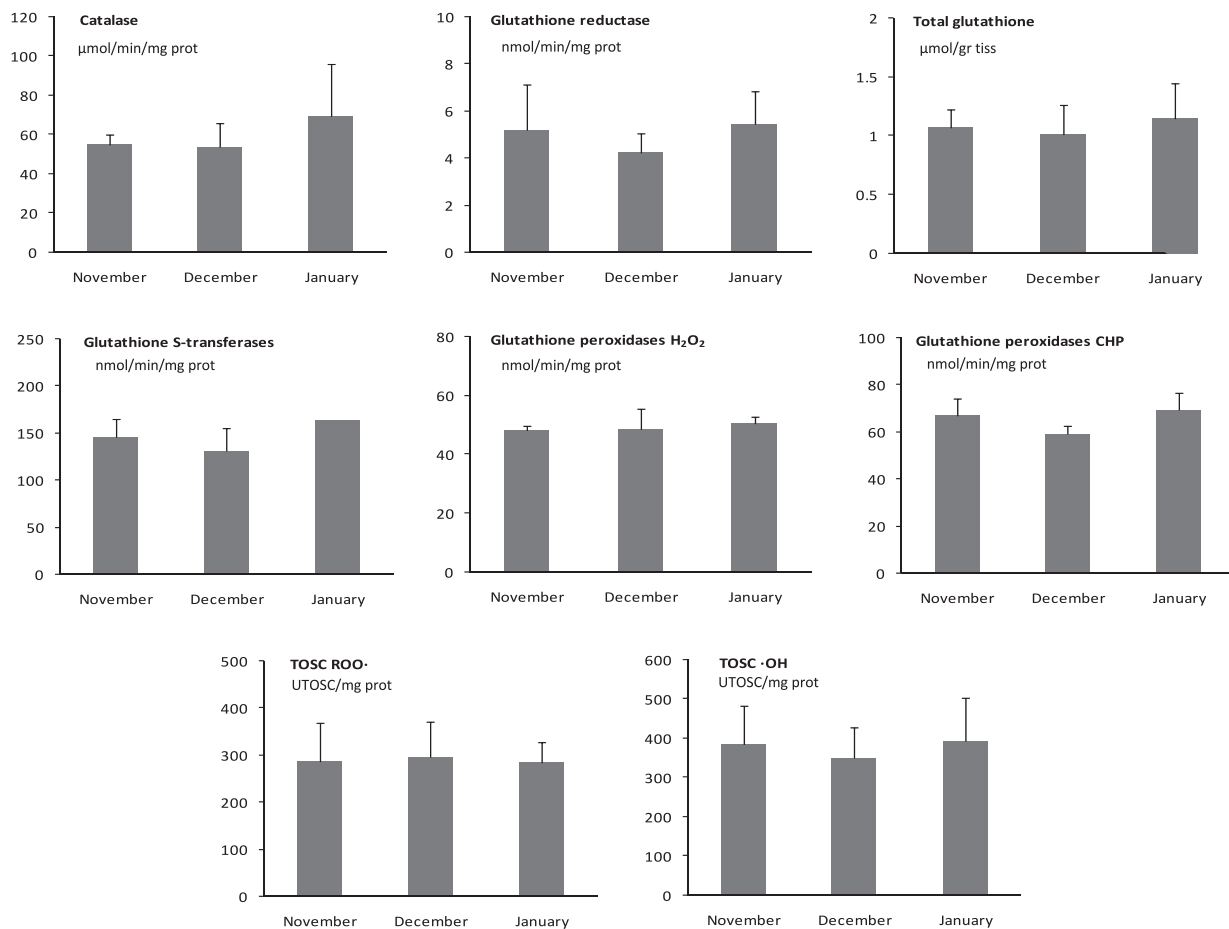 Catalase
μmol/min/mg prot
120
100
80
60
40
20
0
November December January
Glutathione reductase
nmol/min/mg prot
10
8
6
4
2
0
November December January
Total glutathione
μmol/gr tiss
2
1.5
1
0.5
0
November December January
Glutathione S-transferases
nmol/min/mg prot
250
200
150
100
50
0
November December January
Glutathione peroxidases H₂O₂
nmol/min/mg prot
80
60
40
20
0
November December January
Glutathione peroxidases CHP
nmol/min/mg prot
100
80
60
40
20
0
November December January
TOSC ROO·
UTOSC/mg prot
500
400
300
200
100
0
November December January
TOSC ·OH
UTOSC/mg prot
600
500
400
300
200
100
0
November December January